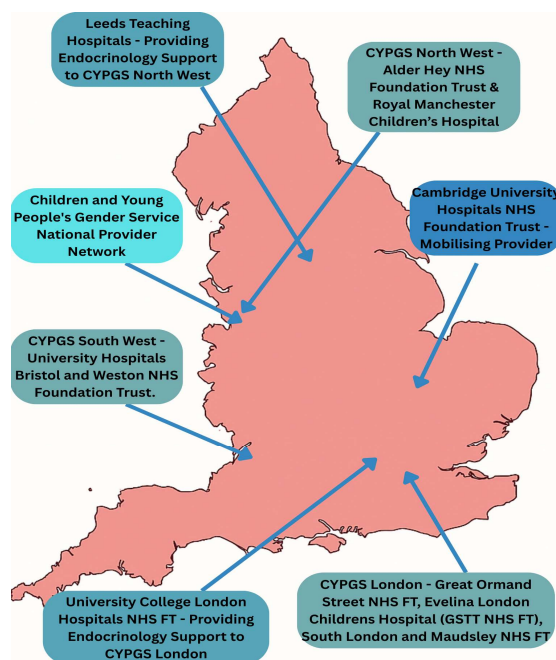 Leeds Teaching
Hospitals - Providing
Endocrinology Support
to CYPGS North West
CYPGS North West -
Alder Hey NHS
Foundation Trust &
Royal Manchester
Children's Hospital
Children and Young
People's Gender Service
National Provider
Network
Cambridge University
Hospitals NHS
Foundation Trust -
Mobilising Provider
CYPGS South West -
University Hospitals
Bristol and Weston NHS
Foundation Trust.
University College London
Hospitals NHS FT - Providing
Endocrinology Support to
CYPGS London
CYPGS London - Great Ormand
Street NHS FT, Evelina London
Childrens Hospital (GSTT NHS FT),
South London and Maudsley NHS FT